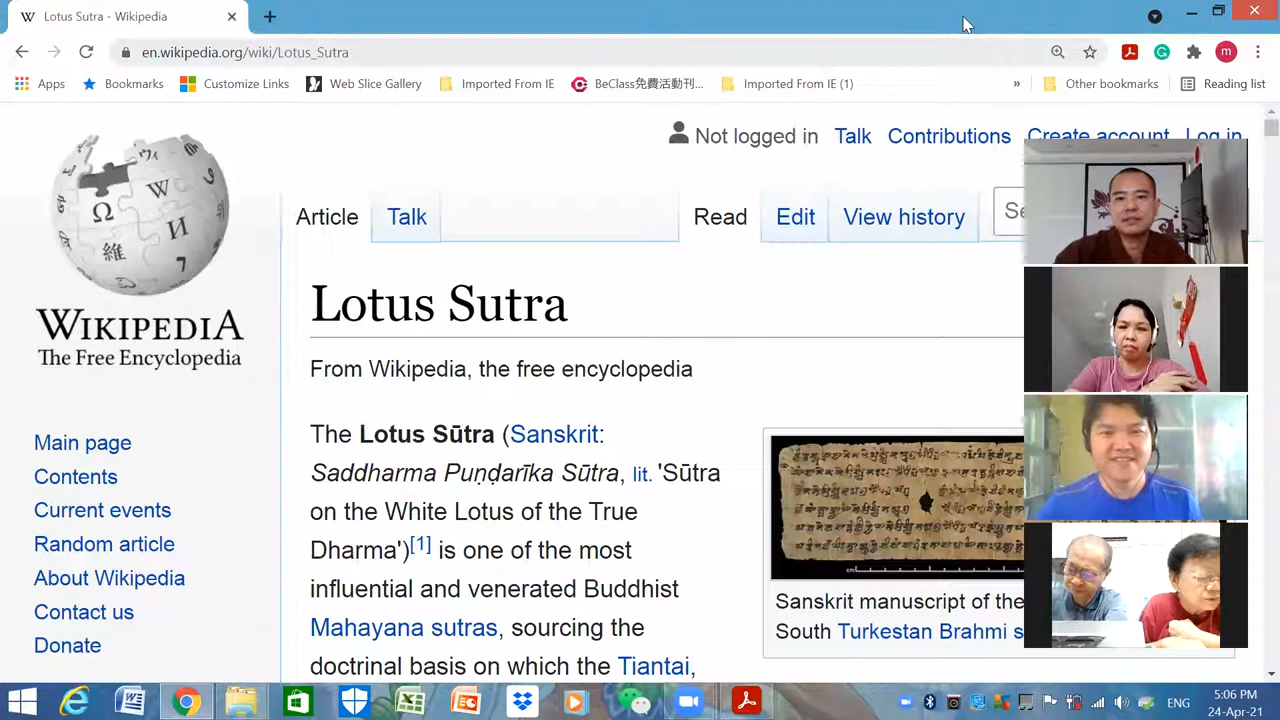 Lotus Sutra - Wikipedia
en.wikipedia.org/wiki/Lotus_Sutra
m
Apps
Bookmarks
Customize Links
Web Slice Gallery
Imported From IE
BeClass免費活動刊...
Imported From IE (1)
»
Other bookmarks
Reading list
Not logged in
Talk
Contributions
Create account
Log in
Article
Talk
Read
Edit
View history
Se
WIKIPEDIA
The Free Encyclopedia
Main page
Contents
Current events
Random article
About Wikipedia
Contact us
Donate
Lotus Sutra
From Wikipedia, the free encyclopedia
The Lotus Sūtra (Sanskrit:
Saddharma Puṇḍarīka Sūtra, lit. 'Sūtra
on the White Lotus of the True
Dharma')[1] is one of the most
influential and venerated Buddhist
Mahayana sutras, sourcing the
doctrinal basis on which the Tiantai,
Sanskrit manuscript of the
South Turkestan Brahmi s
ENG
5:06 PM
24-Apr-21